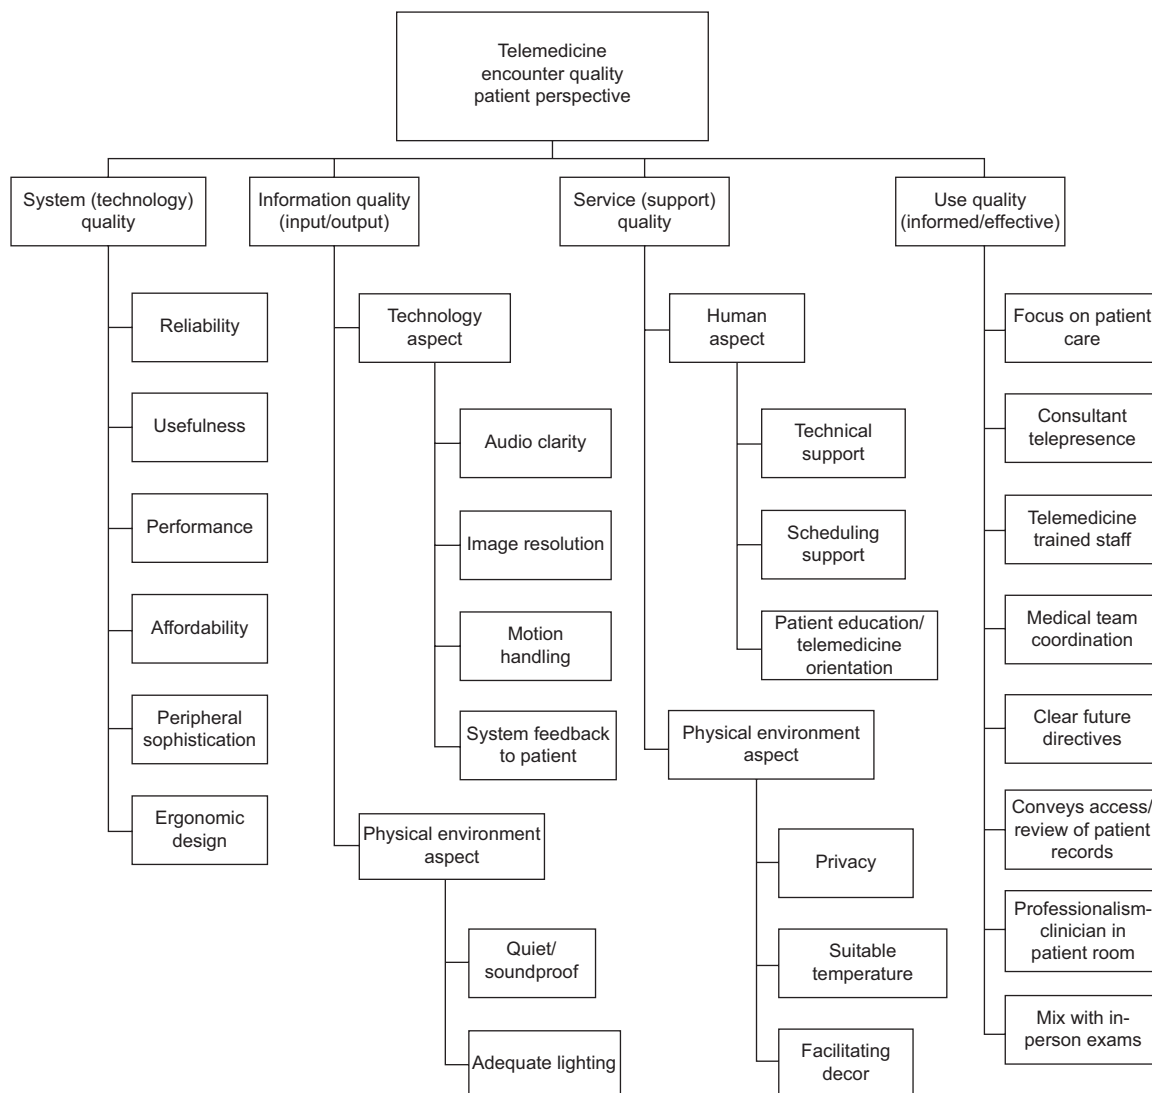 Telemedicine
encounter quality
patient perspective
System (technology)
quality
Information quality
(input/output)
Service (support)
quality
Use quality
(informed/effective)
Reliability
Usefulness
Performance
Affordability
Peripheral
sophistication
Ergonomic
design
Technology
aspect
Audio clarity
Image resolution
Motion
handling
System feedback
to patient
Physical environment
aspect
Quiet/
soundproof
Adequate lighting
Human
aspect
Technical
support
Scheduling
support
Patient education/
telemedicine
orientation
Physical environment
aspect
Privacy
Suitable
temperature
Facilitating
decor
Focus on patient
care
Consultant
telepresence
Telemedicine
trained staff
Medical team
coordination
Clear future
directives
Conveys access/
review of patient
records
Professionalism-
clinician in
patient room
Mix with in-
person exams